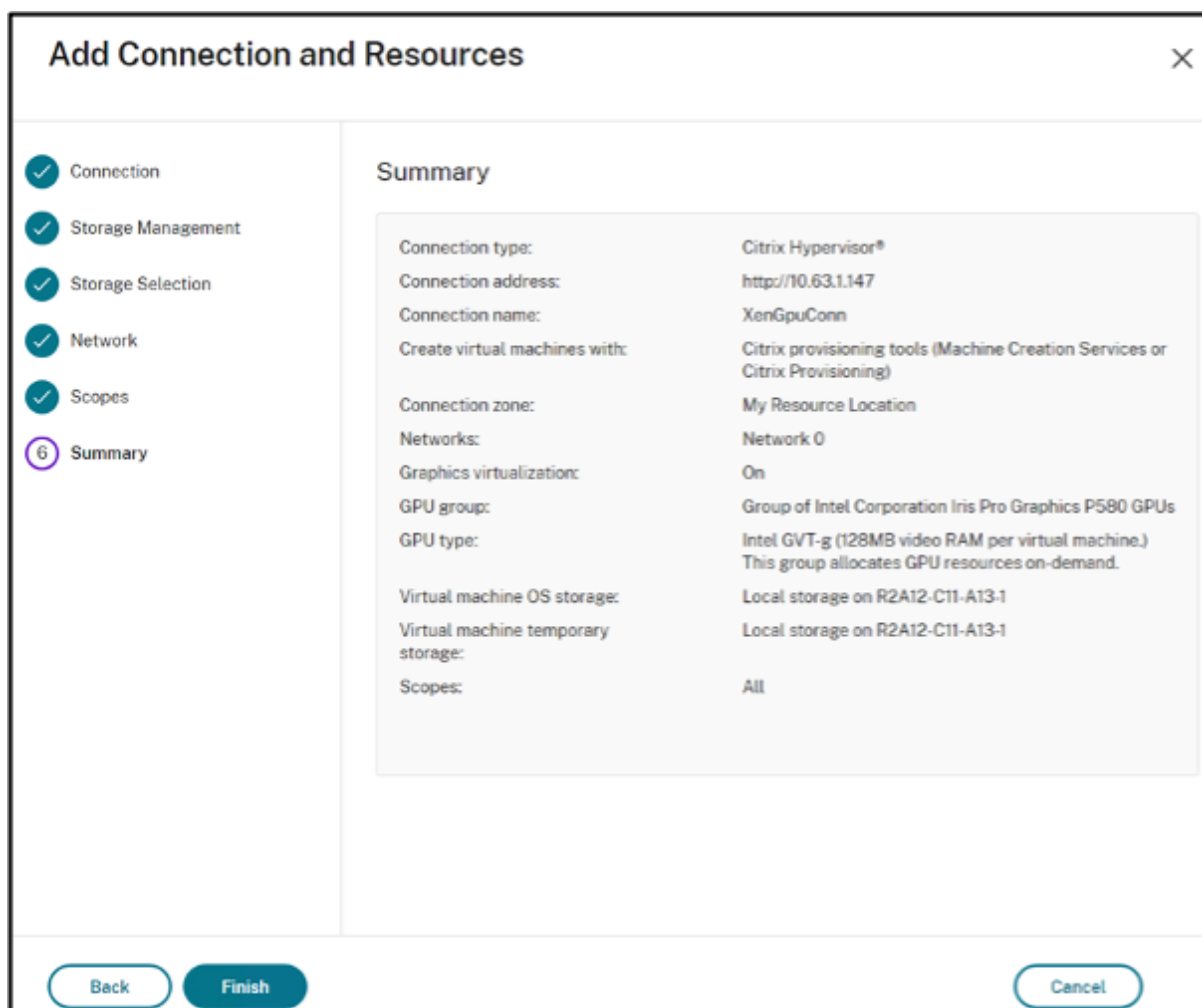 Add Connection and Resources
Connection
Storage Management
Storage Selection
Network
Scopes
6 Summary
Summary
Connection type: Citrix Hypervisor®
Connection address: http://10.63.1.147
Connection name: XenGpuConn
Create virtual machines with: Citrix provisioning tools (Machine Creation Services or
Citrix Provisioning)
Connection zone: My Resource Location
Networks: Network 0
Graphics virtualization: On
GPU group: Group of Intel Corporation Iris Pro Graphics P580 GPUs
GPU type: Intel GVT-g (128MB video RAM per virtual machine.)
This group allocates GPU resources on-demand.
Virtual machine OS storage: Local storage on R2A12-C11-A13-1
Virtual machine temporary Local storage on R2A12-C11-A13-1
storage:
Scopes: All
Back Finish Cancel